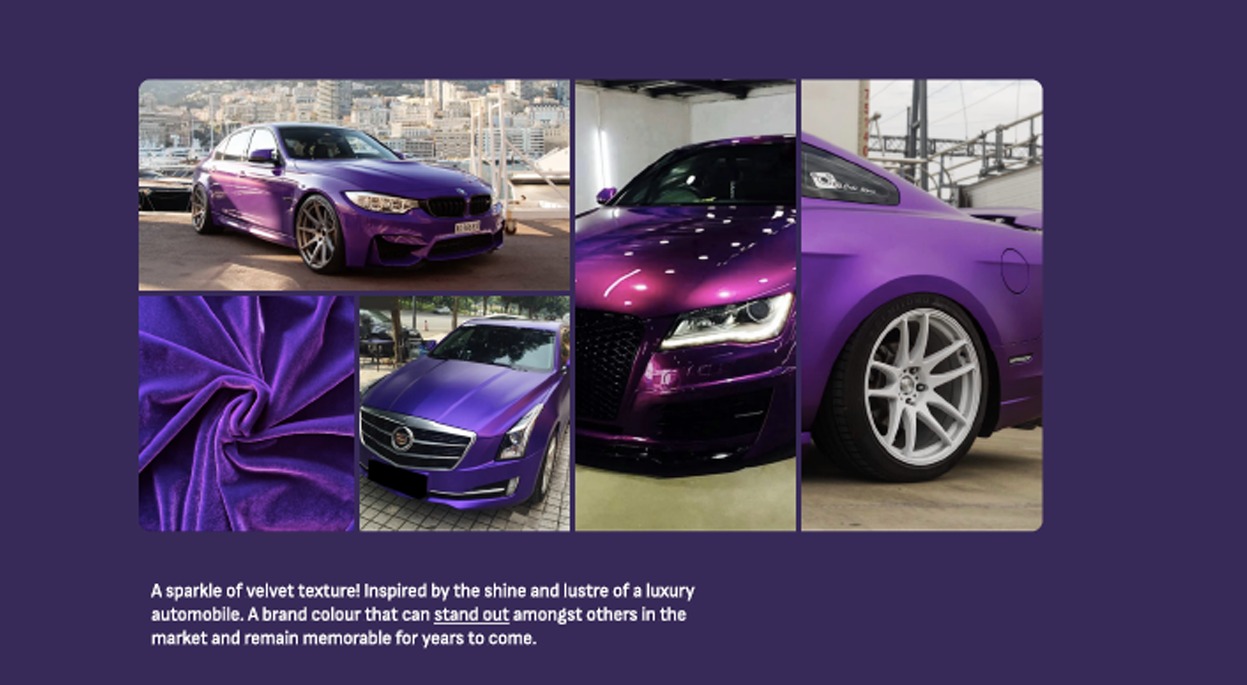 A sparkle of velvet texture! Inspired by the shine and lustre of a luxury
automobile. A brand colour that can stand out amongst others in the
market and remain memorable for years to come.